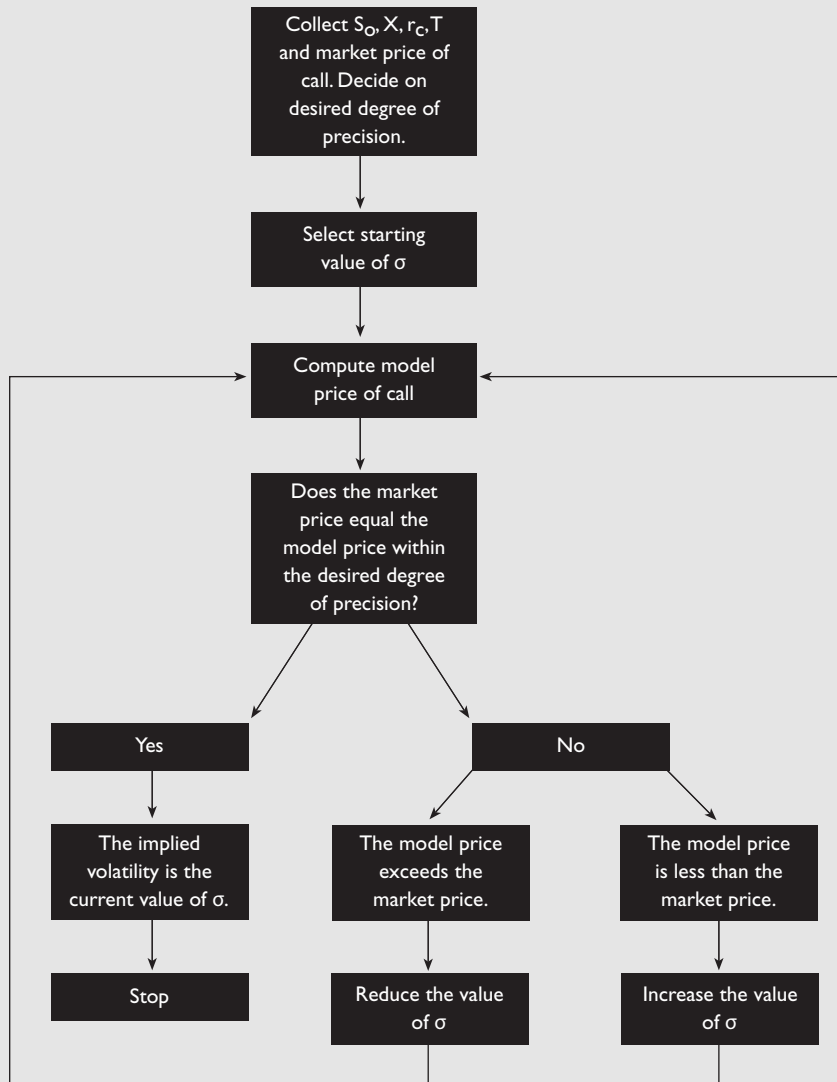 Collect S₀, X, r_c, T
and market price of
call. Decide on
desired degree of
precision.
Select starting
value of σ
Compute model
price of call
Does the market
price equal the
model price within
the desired degree
of precision?
Yes
No
The implied
volatility is the
current value of σ.
The model price
exceeds the
market price.
The model price
is less than the
market price.
Stop
Reduce the value
of σ
Increase the value
of σ